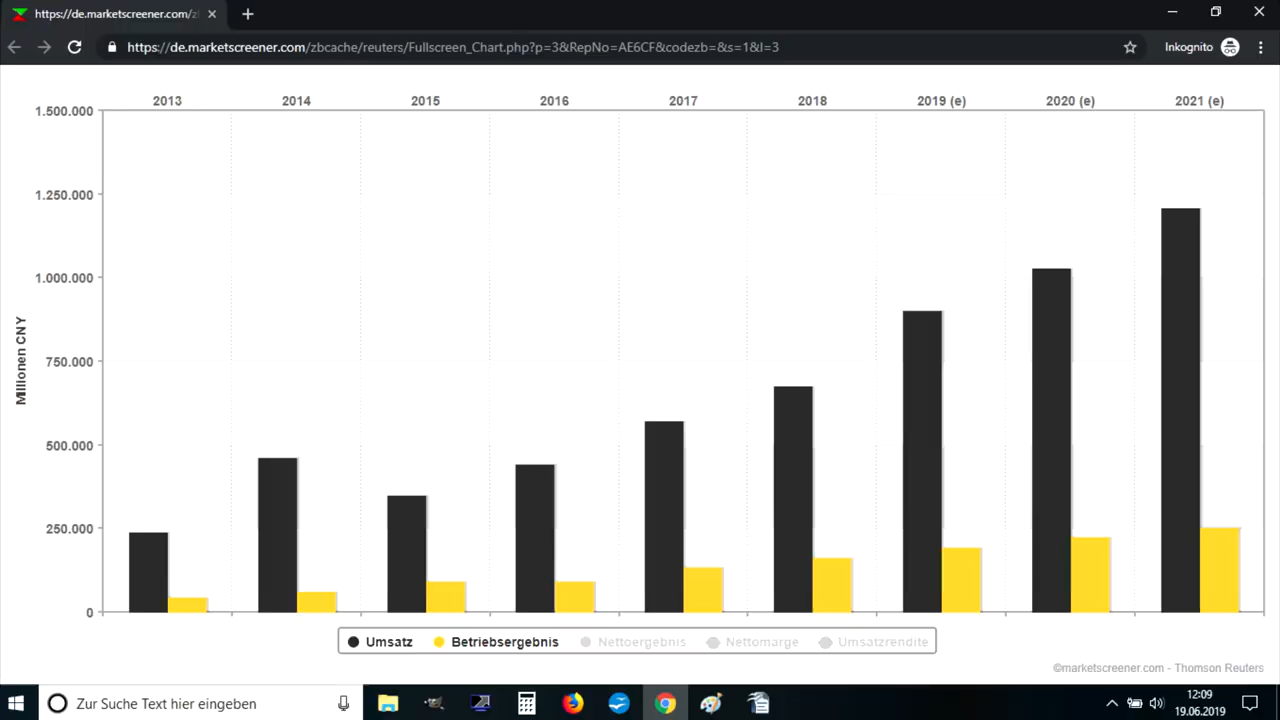 https://de.marketscreener.com/zb
https://de.marketscreener.com/zbcache/reuters/Fullscreen_Chart.php?p=3&RepNo=AE6CF&codezb=&s=1&l=3
Inkognito
2013 2014 2015 2016 2017 2018 2019 (e) 2020 (e) 2021 (e)
1.500.000
1.250.000
1.000.000
750.000
500.000
250.000
0
Millionen CNY
Umsatz Betriebsergebnis Nettoergebnis Nettomarge Umsatzrendite
©marketscreener.com - Thomson Reuters
Zur Suche Text hier eingeben
12:09
19.06.2019